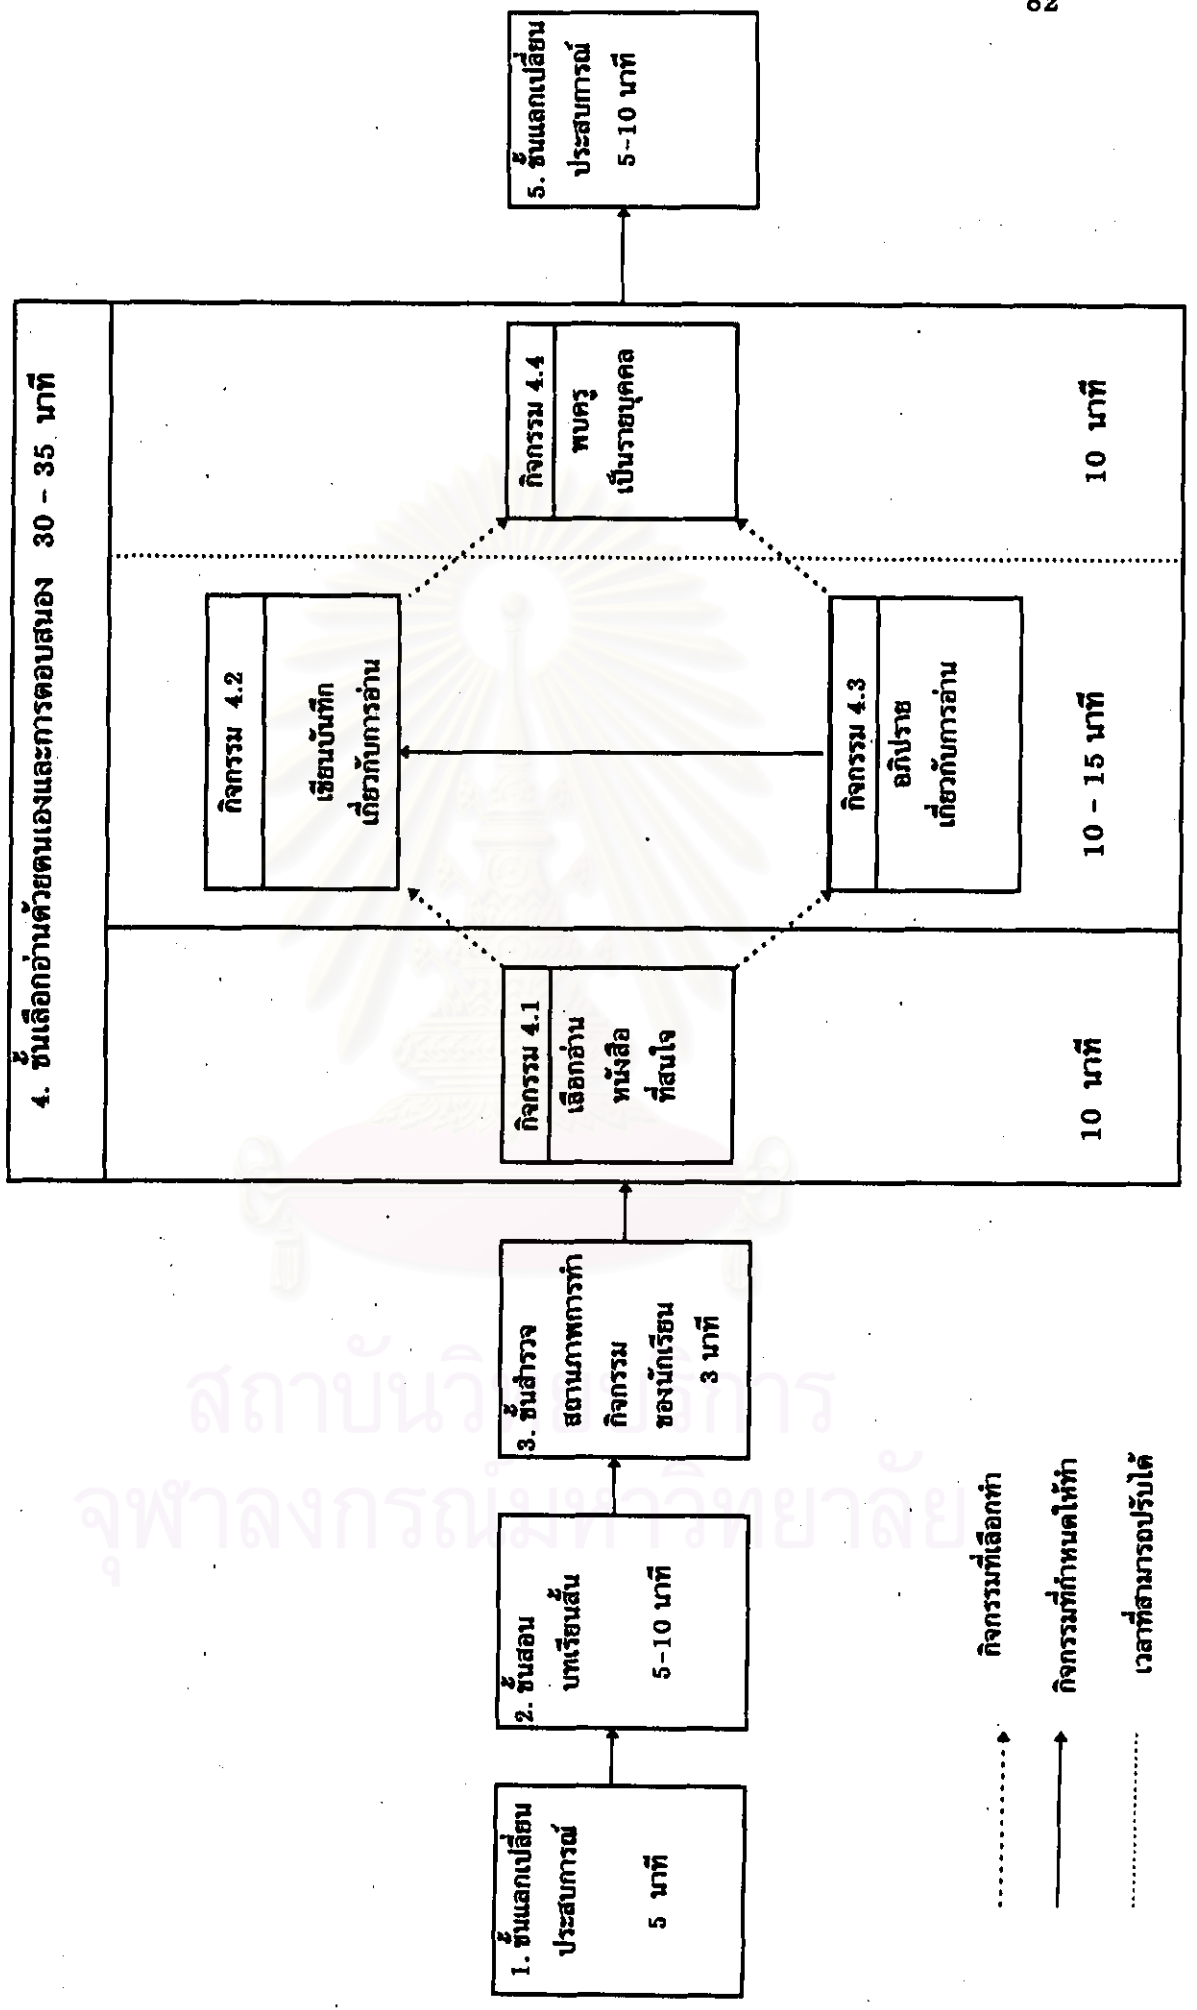 82
1. ขั้นแลกเปลี่ยน
ประสบการณ์
5 นาที
2. ขั้นสอน
บทเรียนสั้น
5-10 นาที
3. ขั้นสำรวจ
สถานภาพการทำ
กิจกรรม
ของนักเรียน
3 นาที
4. ขั้นเลือกอ่านด้วยตนเองและการตอบสนอง 30 - 35 นาที
กิจกรรม 4.1
เลือกอ่าน
หนังสือ
ที่สนใจ
10 นาที
กิจกรรม 4.2
เขียนบันทึก
เกี่ยวกับการอ่าน
กิจกรรม 4.3
อภิปราย
เกี่ยวกับการอ่าน
10 - 15 นาที
กิจกรรม 4.4
พบครู
เป็นรายบุคคล
10 นาที
5. ขั้นแลกเปลี่ยน
ประสบการณ์
5-10 นาที
กิจกรรมที่เลือกทำ
กิจกรรมที่กำหนดให้ทำ
เวลาที่สามารถปรับได้
สถาบันวิทยบริการ
จุฬาลงกรณ์มหาวิทยาลัย